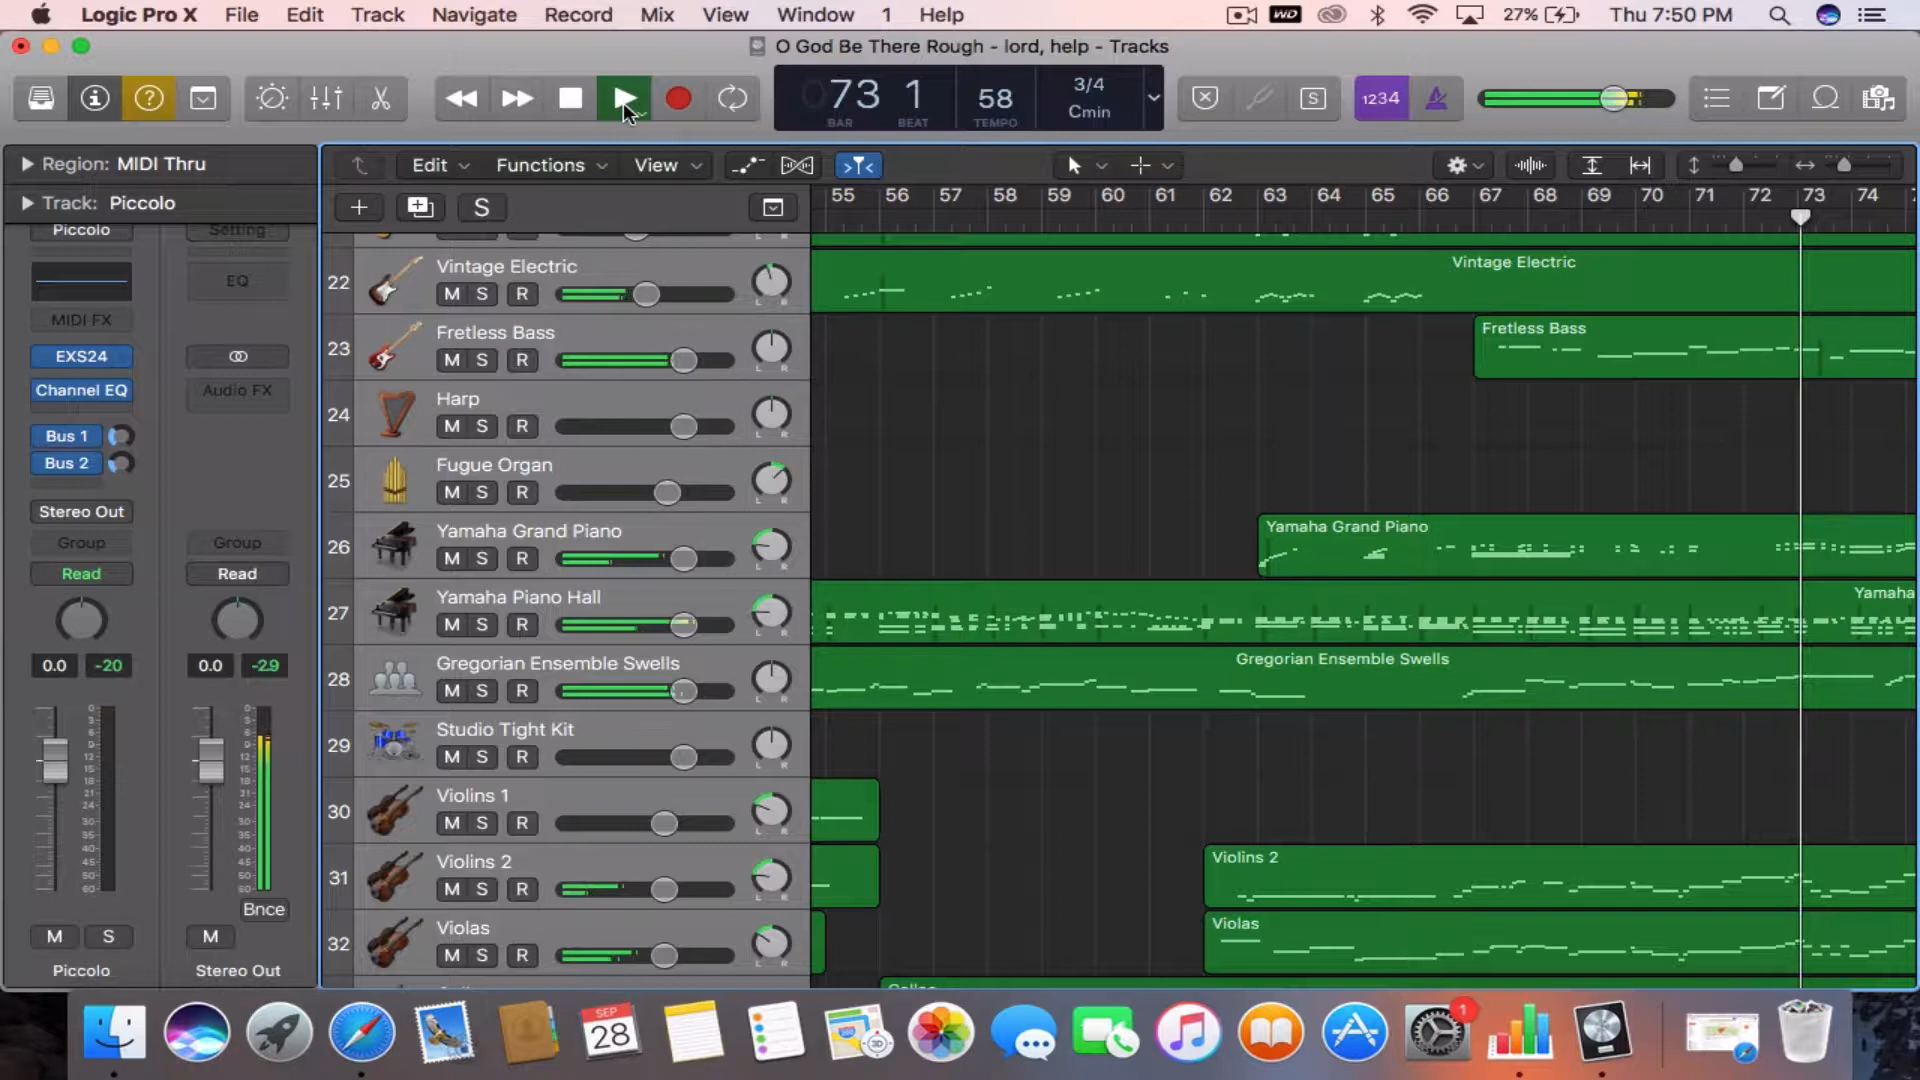 Logic Pro X File Edit Track Navigate Record Mix View Window 1 Help WD 27% Thu 7:50 PM
O God Be There Rough - lord, help - Tracks
73 1 58 3/4 Cmin
BAR BEAT TEMPO
S 1234
Region: MIDI Thru
Edit Functions View
Track: Piccolo
S
55 56 57 58 59 60 61 62 63 64 65 66 67 68 69 70 71 72 73 74
Piccolo Setting
EQ
MIDI FX
EXS24
Channel EQ Audio FX
Bus 1
Bus 2
Stereo Out
Group Group
Read Read
0.0 -20 0.0 -2.9
Bnce
M S M
Piccolo Stereo Out
22 Vintage Electric
M S R L R
Vintage Electric
23 Fretless Bass
M S R L R
Fretless Bass
24 Harp
M S R L R
25 Fugue Organ
M S R L R
26 Yamaha Grand Piano
M S R L R
Yamaha Grand Piano
27 Yamaha Piano Hall
M S R L R
Yamaha
28 Gregorian Ensemble Swells
M S R L R
Gregorian Ensemble Swells
29 Studio Tight Kit
M S R L R
30 Violins 1
M S R L R
31 Violins 2
M S R L R
Violins 2
32 Violas
M S R L R
Violas
SEP
28
3D
1